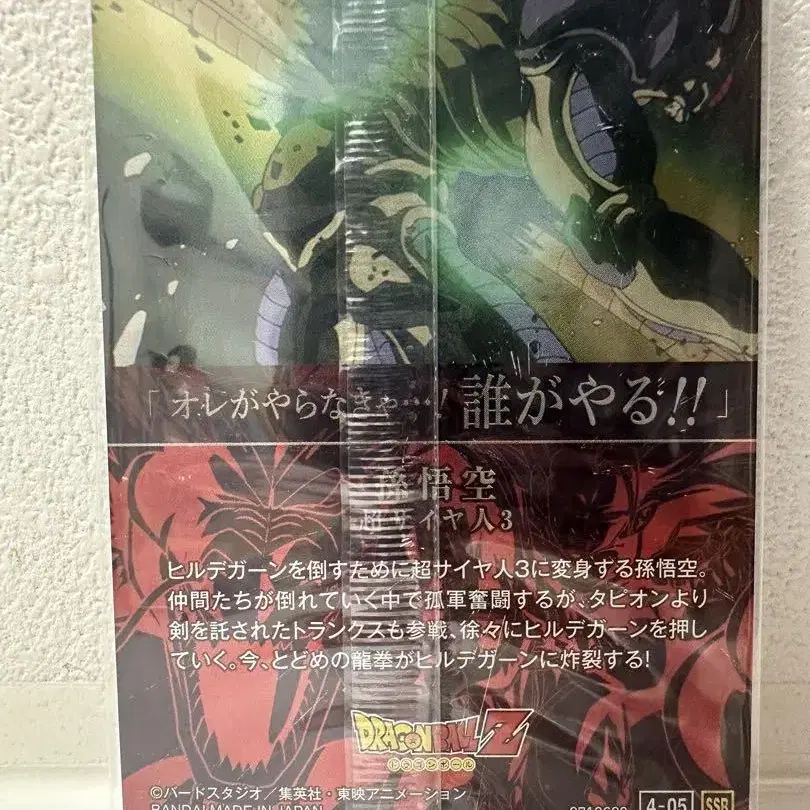 「オレがやらなきゃ…! 誰がやる!!」
孫悟空
超サイヤ人3
ヒルデガーンを倒すために超サイヤ人3に変身する孫悟空。
仲間たちが倒れていく中で孤軍奮闘するが、タピオンより
剣を託されたトランクスも参戦、徐々にヒルデガーンを押し
ていく。今、とどめの龍拳がヒルデガーンに炸裂する!
DRAGON BALL Z
ドラゴンボール
©バードスタジオ/集英社・東映アニメーション
BANDAI MADE IN JAPAN
4-05 SSR